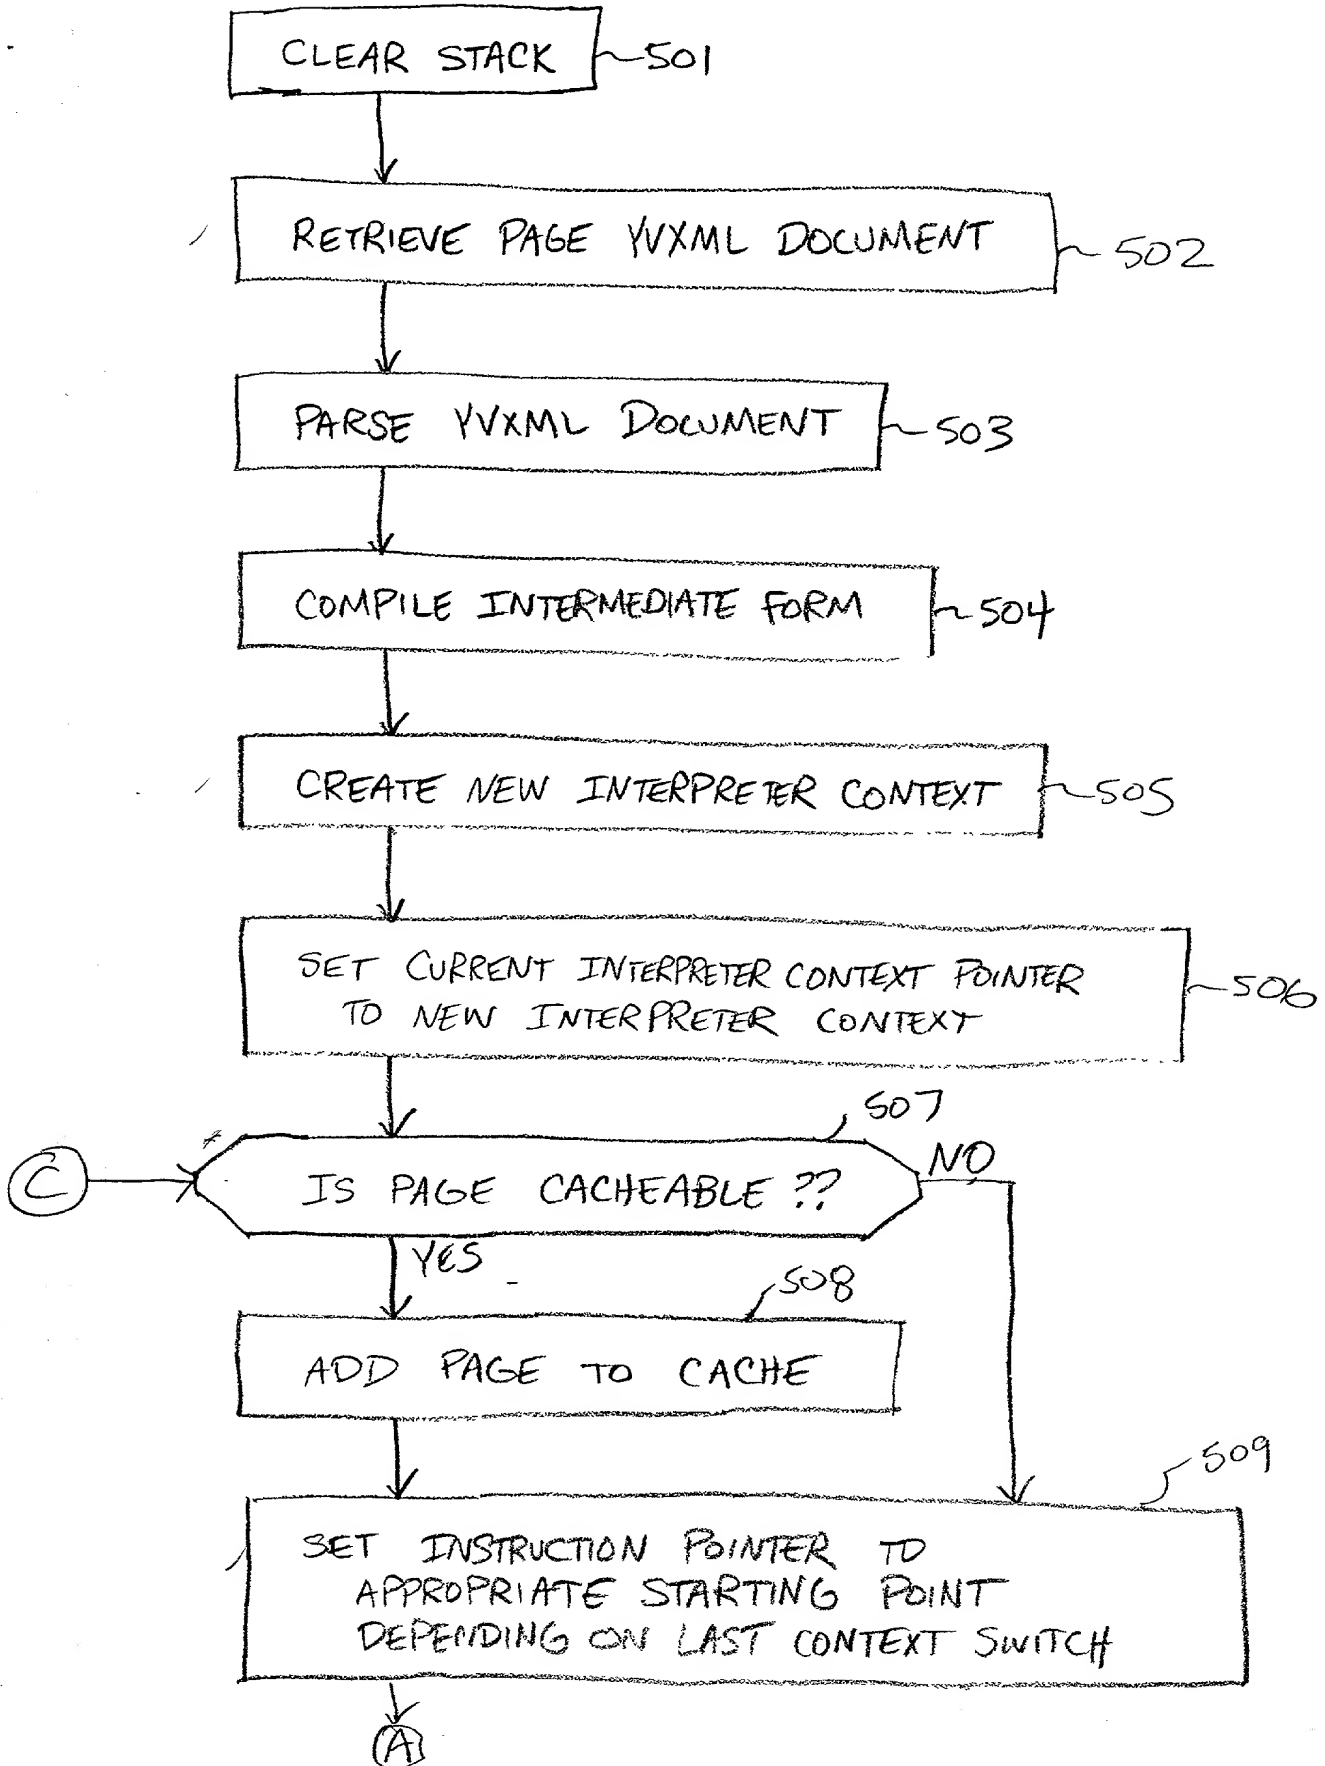 CLEAR STACK 501
RETRIEVE PAGE YVXML DOCUMENT 502
PARSE YVXML DOCUMENT 503
COMPILE INTERMEDIATE FORM 504
CREATE NEW INTERPRETER CONTEXT 505
SET CURRENT INTERPRETER CONTEXT POINTER
TO NEW INTERPRETER CONTEXT
506
507
C
IS PAGE CACHEABLE ??
NO
YES
508
ADD PAGE TO CACHE
509
SET INSTRUCTION POINTER TO
APPROPRIATE STARTING POINT
DEPENDING ON LAST CONTEXT SWITCH
A